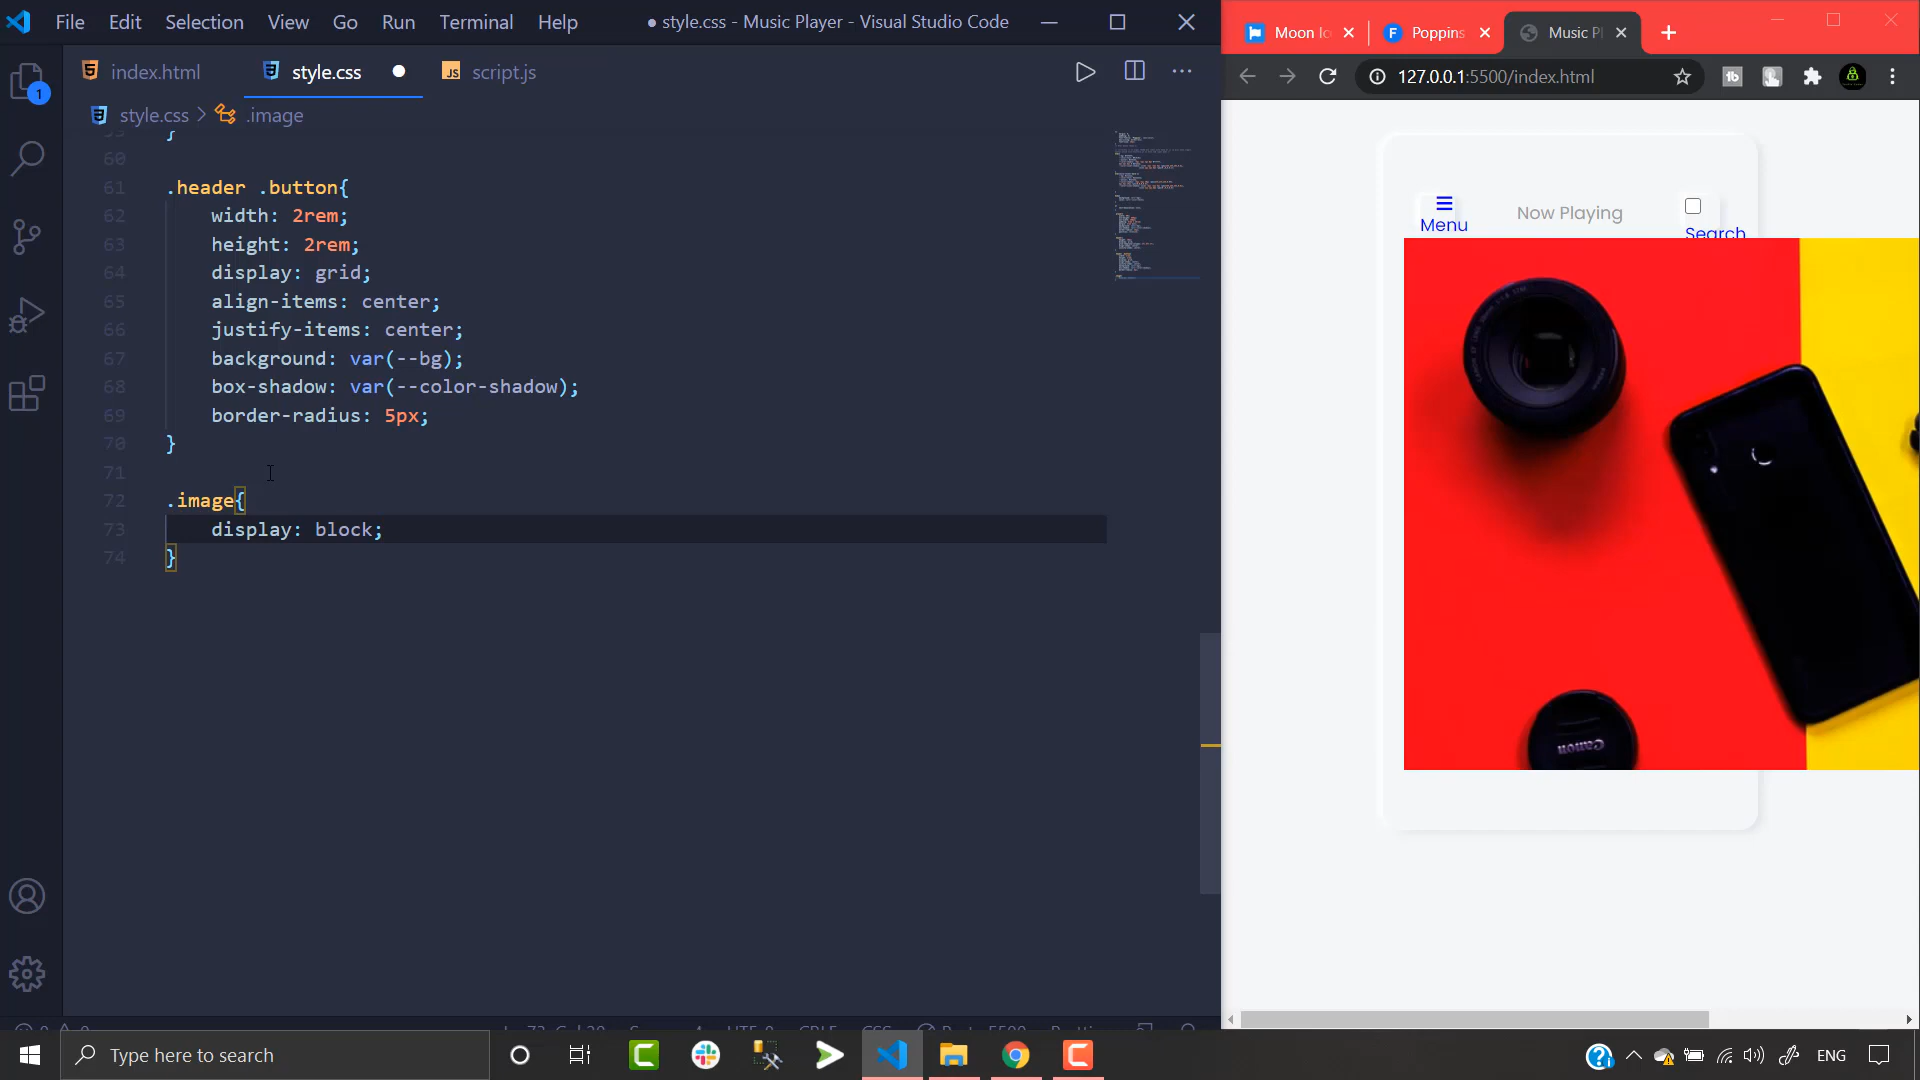 File Edit Selection View Go Run Terminal Help
● style.css - Music Player - Visual Studio Code
index.html
style.css
script.js
style.css > .image
}
60
61 .header .button{
62 width: 2rem;
63 height: 2rem;
64 display: grid;
65 align-items: center;
66 justify-items: center;
67 background: var(--bg);
68 box-shadow: var(--color-shadow);
69 border-radius: 5px;
70 }
71
72 .image{
73 display: block;
74 }
1
Moon Ic
Poppins
Music Pl
127.0.0.1:5500/index.html
Menu
Now Playing
Search
Canon
Type here to search
ENG